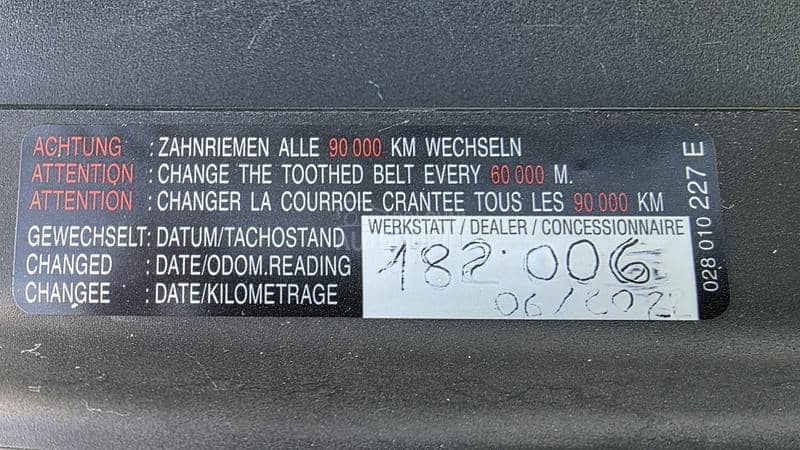 ACHTUNG : ZAHNRIEMEN ALLE 90 000 KM WECHSELN
ATTENTION : CHANGE THE TOOTHED BELT EVERY 60 000 M.
ATTENTION : CHANGER LA COURROIE CRANTEE TOUS LES 90 000 KM
GEWECHSELT: DATUM/TACHOSTAND
CHANGED : DATE/ODOM.READING
CHANGEE : DATE/KILOMETRAGE
WERKSTATT / DEALER / CONCESSIONNAIRE
182.006
06/2022
028 010 227 E